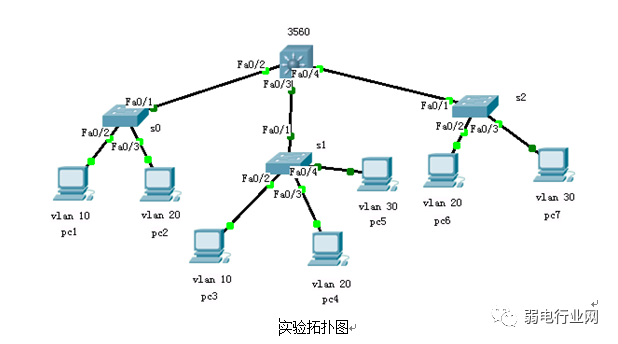 3560
Fa0/2
Fa0/3
Fa0/4
Fa0/1
s0
Fa0/2
Fa0/3
Fa0/1
s1
Fa0/2
Fa0/3
Fa0/4
Fa0/1
s2
Fa0/2
Fa0/3
vlan 10
pc1
vlan 20
pc2
vlan 10
pc3
vlan 20
pc4
vlan 30
pc5
vlan 20
pc6
vlan 30
pc7
实验拓扑图
弱电行业网